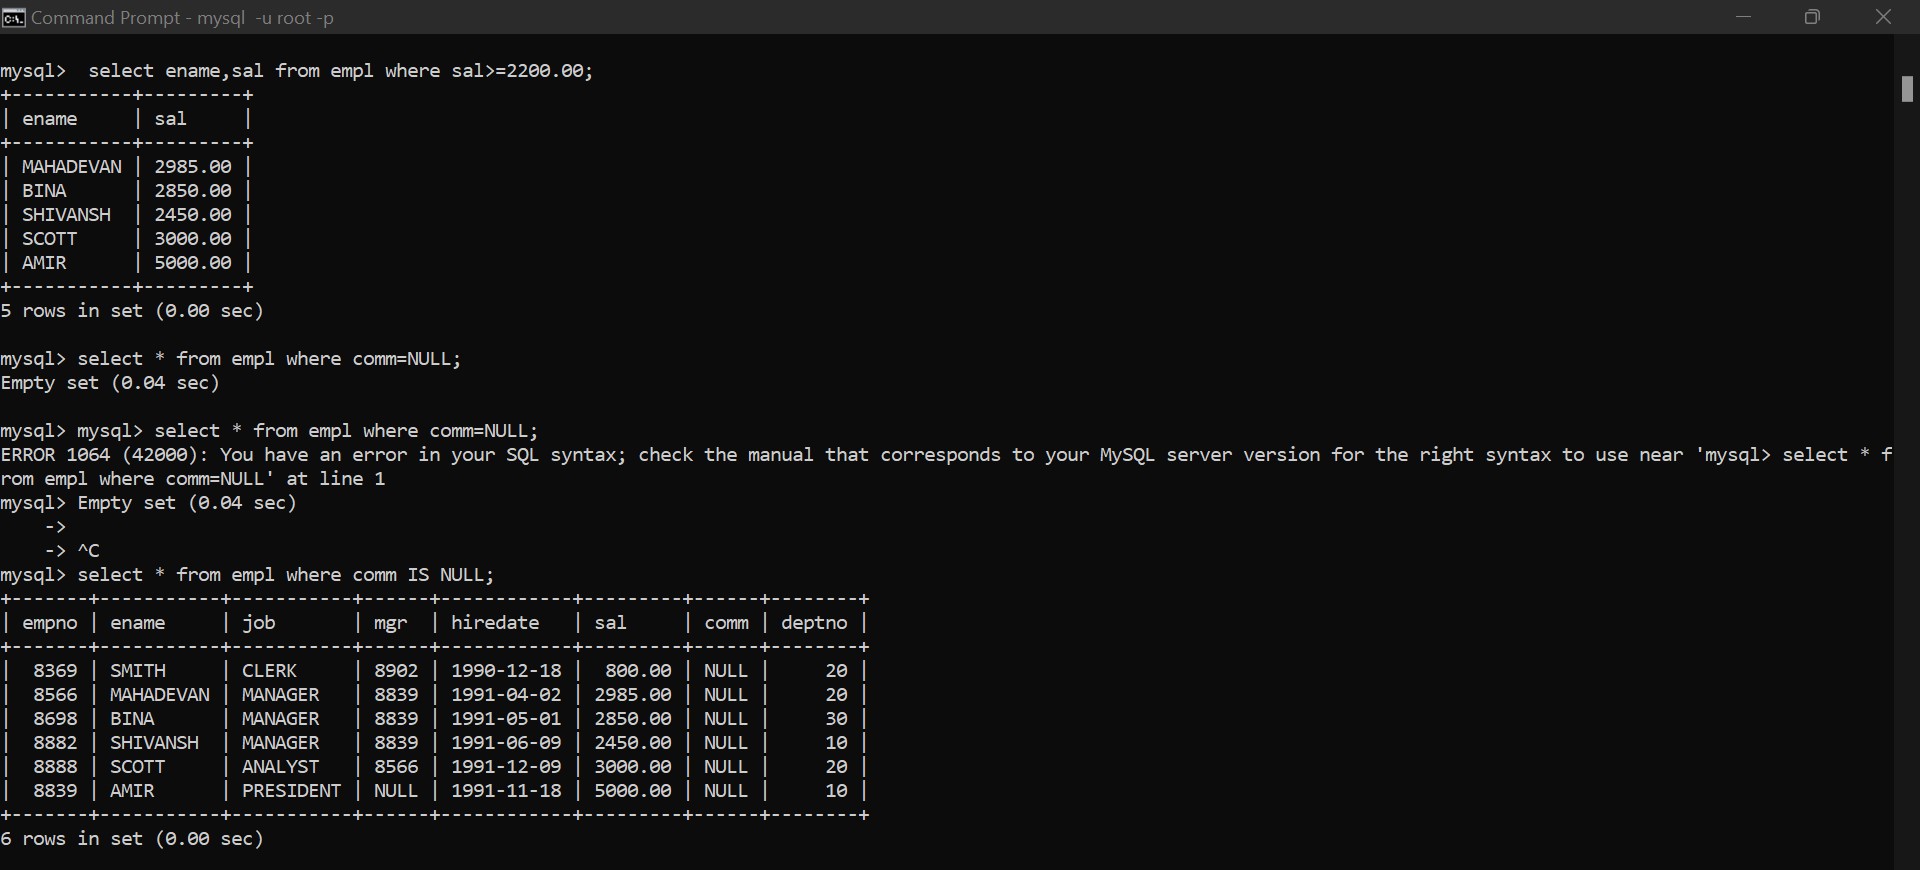 Command Prompt - mysql  -u root -p
mysql>  select ename,sal from empl where sal>=2200.00;
+-----------+---------+
| ename     | sal     |
+-----------+---------+
| MAHADEVAN | 2985.00 |
| BINA      | 2850.00 |
| SHIVANSH  | 2450.00 |
| SCOTT     | 3000.00 |
| AMIR      | 5000.00 |
+-----------+---------+
5 rows in set (0.00 sec)
mysql> select * from empl where comm=NULL;
Empty set (0.04 sec)
mysql> mysql> select * from empl where comm=NULL;
ERROR 1064 (42000): You have an error in your SQL syntax; check the manual that corresponds to your MySQL server version for the right syntax to use near 'mysql> select * f
rom empl where comm=NULL' at line 1
mysql> Empty set (0.04 sec)
    ->
    -> ^C
mysql> select * from empl where comm IS NULL;
+-------+-----------+-----------+------+------------+---------+------+--------+
| empno | ename     | job       | mgr  | hiredate   | sal     | comm | deptno |
+-------+-----------+-----------+------+------------+---------+------+--------+
|  8369 | SMITH     | CLERK     | 8902 | 1990-12-18 |  800.00 | NULL |     20 |
|  8566 | MAHADEVAN | MANAGER   | 8839 | 1991-04-02 | 2985.00 | NULL |     20 |
|  8698 | BINA      | MANAGER   | 8839 | 1991-05-01 | 2850.00 | NULL |     30 |
|  8882 | SHIVANSH  | MANAGER   | 8839 | 1991-06-09 | 2450.00 | NULL |     10 |
|  8888 | SCOTT     | ANALYST   | 8566 | 1991-12-09 | 3000.00 | NULL |     20 |
|  8839 | AMIR      | PRESIDENT | NULL | 1991-11-18 | 5000.00 | NULL |     10 |
+-------+-----------+-----------+------+------------+---------+------+--------+
6 rows in set (0.00 sec)